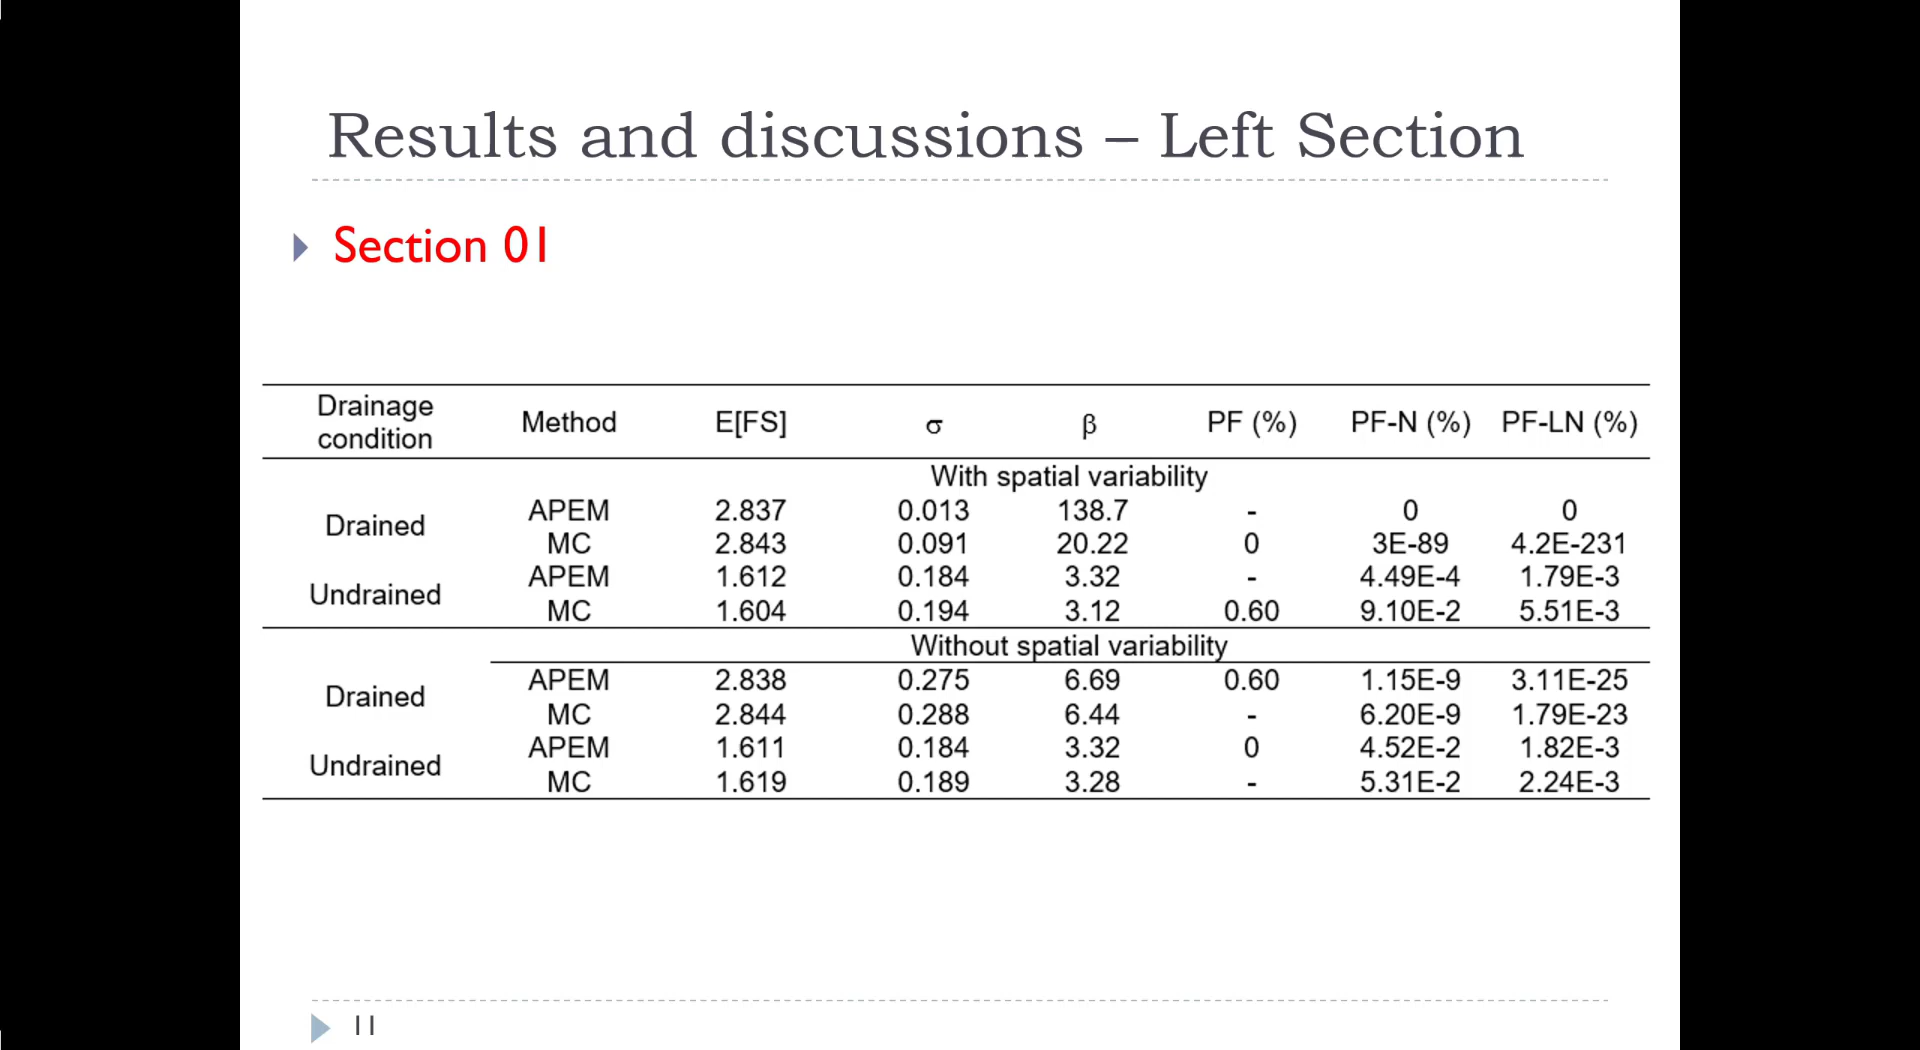 Results and discussions – Left Section
Section 01
Drainage condition Method E[FS] σ β PF (%) PF-N (%) PF-LN (%)
With spatial variability
Drained APEM 2.837 0.013 138.7 - 0 0
MC 2.843 0.091 20.22 0 3E-89 4.2E-231
Undrained APEM 1.612 0.184 3.32 - 4.49E-4 1.79E-3
MC 1.604 0.194 3.12 0.60 9.10E-2 5.51E-3
Without spatial variability
Drained APEM 2.838 0.275 6.69 0.60 1.15E-9 3.11E-25
MC 2.844 0.288 6.44 - 6.20E-9 1.79E-23
Undrained APEM 1.611 0.184 3.32 0 4.52E-2 1.82E-3
MC 1.619 0.189 3.28 - 5.31E-2 2.24E-3
11